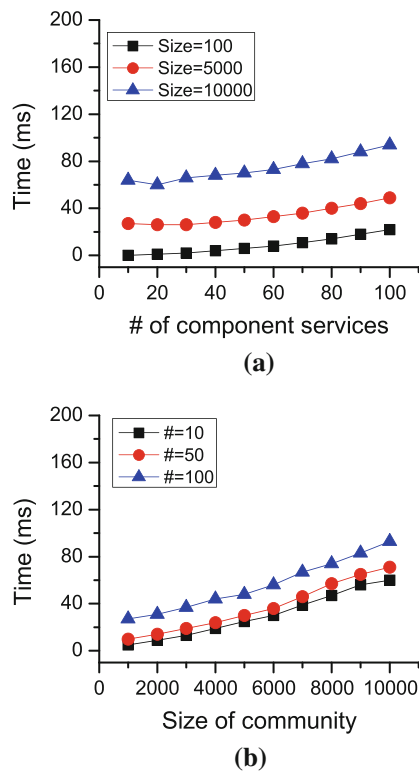 200
160
120
80
40
0
Time (ms)
Size=100
Size=5000
Size=10000
0 20 40 60 80 100
# of component services
(a)
200
160
120
80
40
0
Time (ms)
#=10
#=50
#=100
0 2000 4000 6000 8000 10000
Size of community
(b)